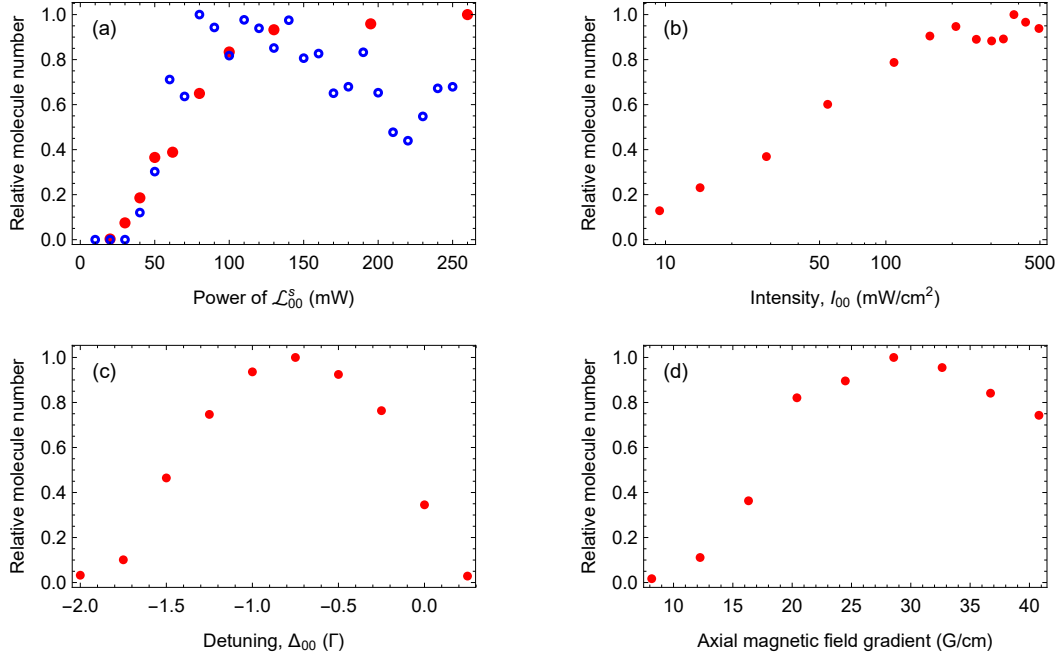 (a)
Relative molecule number
1.0
0.8
0.6
0.4
0.2
0.0
0 50 100 150 200 250
Power of ℒˢ₀₀ (mW)
(b)
Relative molecule number
1.0
0.8
0.6
0.4
0.2
0.0
10 50 100 500
Intensity, I₀₀ (mW/cm²)
(c)
Relative molecule number
1.0
0.8
0.6
0.4
0.2
0.0
−2.0 −1.5 −1.0 −0.5 0.0
Detuning, Δ₀₀ (Γ)
(d)
Relative molecule number
1.0
0.8
0.6
0.4
0.2
0.0
10 15 20 25 30 35 40
Axial magnetic field gradient (G/cm)